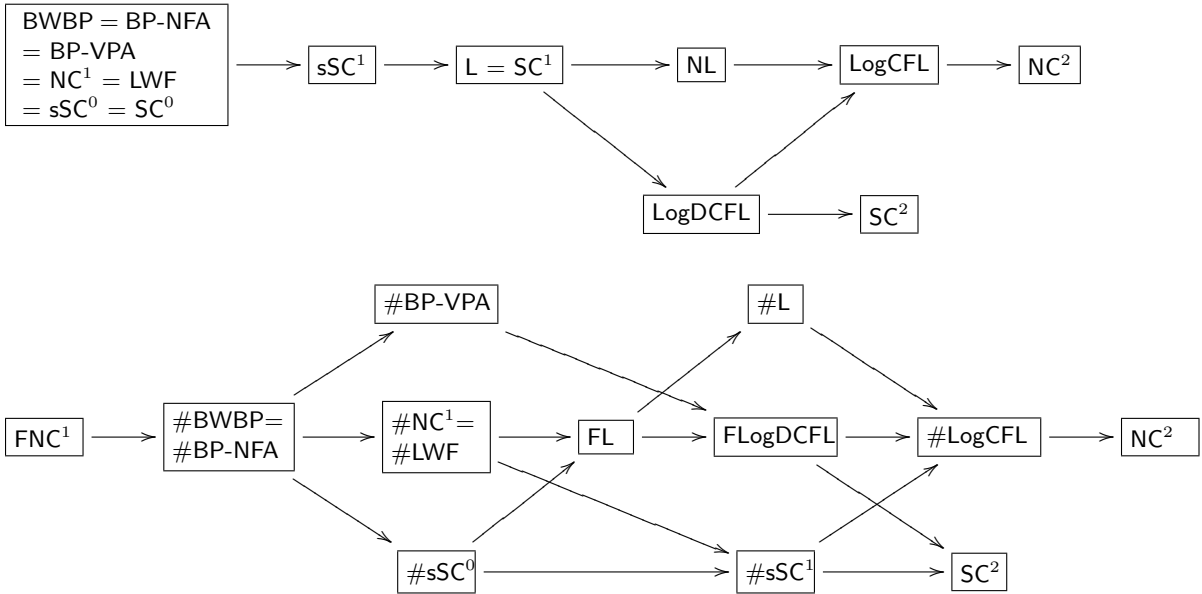 BWBP = BP-NFA
= BP-VPA
= NC¹ = LWF
= sSC⁰ = SC⁰
sSC¹
L = SC¹
NL
LogCFL
NC²
LogDCFL
SC²
#BP-VPA
#L
FNC¹
#BWBP=
#BP-NFA
#NC¹=
#LWF
FL
FLogDCFL
#LogCFL
NC²
#sSC⁰
#sSC¹
SC²